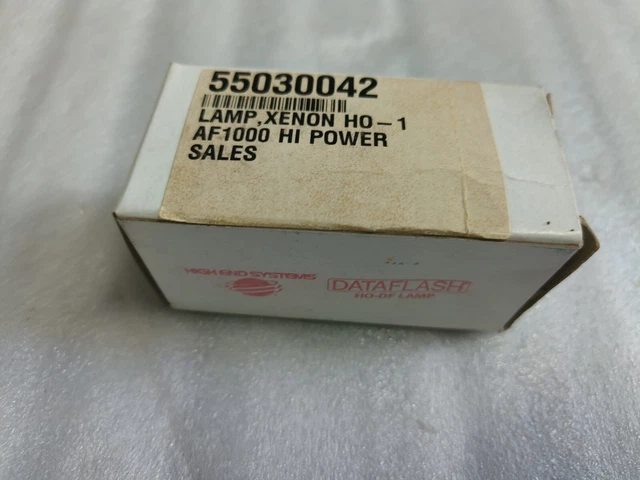 55030042
LAMP,XENON HO-1
AF1000 HI POWER
SALES
HIGH END SYSTEMS
DATAFLASH
HO-DF LAMP